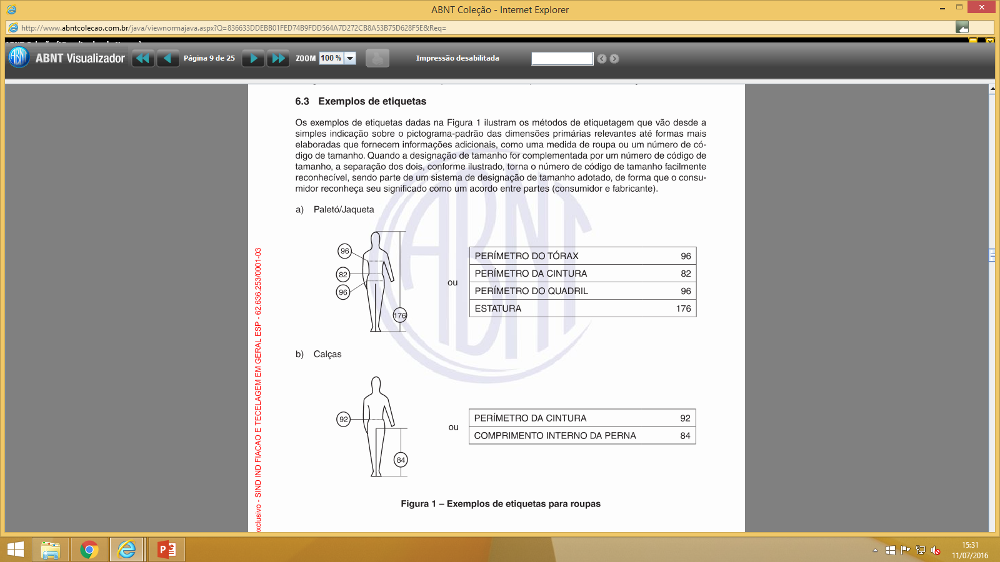 ABNT Coleção - Internet Explorer
http://www.abntcolecao.com.br/java/viewnormajava.aspx?Q=836633DDEBB01FED74B9FDD564A7D272CB8A53B75D628F5E&Req=
ABNT
ABNT Visualizador
Página 9 de 25
ZOOM
100 %
Impressão desabilitada
6.3 Exemplos de etiquetas
Os exemplos de etiquetas dadas na Figura 1 ilustram os métodos de etiquetagem que vão desde a
simples indicação sobre o pictograma-padrão das dimensões primárias relevantes até formas mais
elaboradas que fornecem informações adicionais, como uma medida de roupa ou um número de có-
digo de tamanho. Quando a designação de tamanho for complementada por um número de código de
tamanho, a separação dos dois, conforme ilustrado, torna o número de código de tamanho facilmente
reconhecível, sendo parte de um sistema de designação de tamanho adotado, de forma que o consu-
midor reconheça seu significado como um acordo entre partes (consumidor e fabricante).
a) Paletó/Jaqueta
96
82
96
176
ou
PERÍMETRO DO TÓRAX 96
PERÍMETRO DA CINTURA 82
PERÍMETRO DO QUADRIL 96
ESTATURA 176
ABNT
b) Calças
92
84
ou
PERÍMETRO DA CINTURA 92
COMPRIMENTO INTERNO DA PERNA 84
Figura 1 – Exemplos de etiquetas para roupas
exclusivo - SIND IND FIACAO E TECELAGEM EM GERAL ESP - 62.636.253/0001-03
15:31
11/07/2016